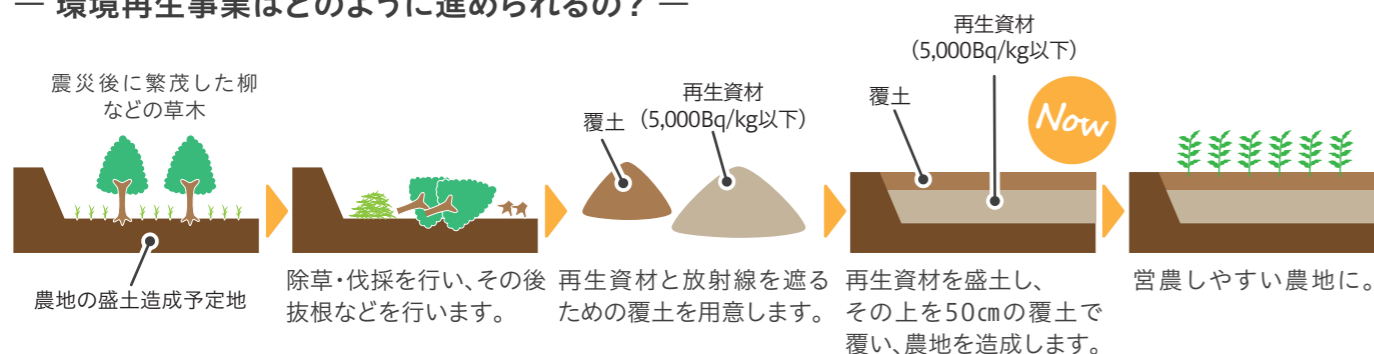 ― 環境再生事業はどのように進められるの？ ―
震災後に繁茂した柳
などの草木
農地の盛土造成予定地
除草・伐採を行い、その後
抜根などを行います。
覆土
再生資材
（5,000Bq/kg以下）
再生資材と放射線を遮る
ための覆土を用意します。
再生資材
（5,000Bq/kg以下）
覆土
Now
再生資材を盛土し、
その上を50㎝の覆土で
覆い、農地を造成します。
営農しやすい農地に。